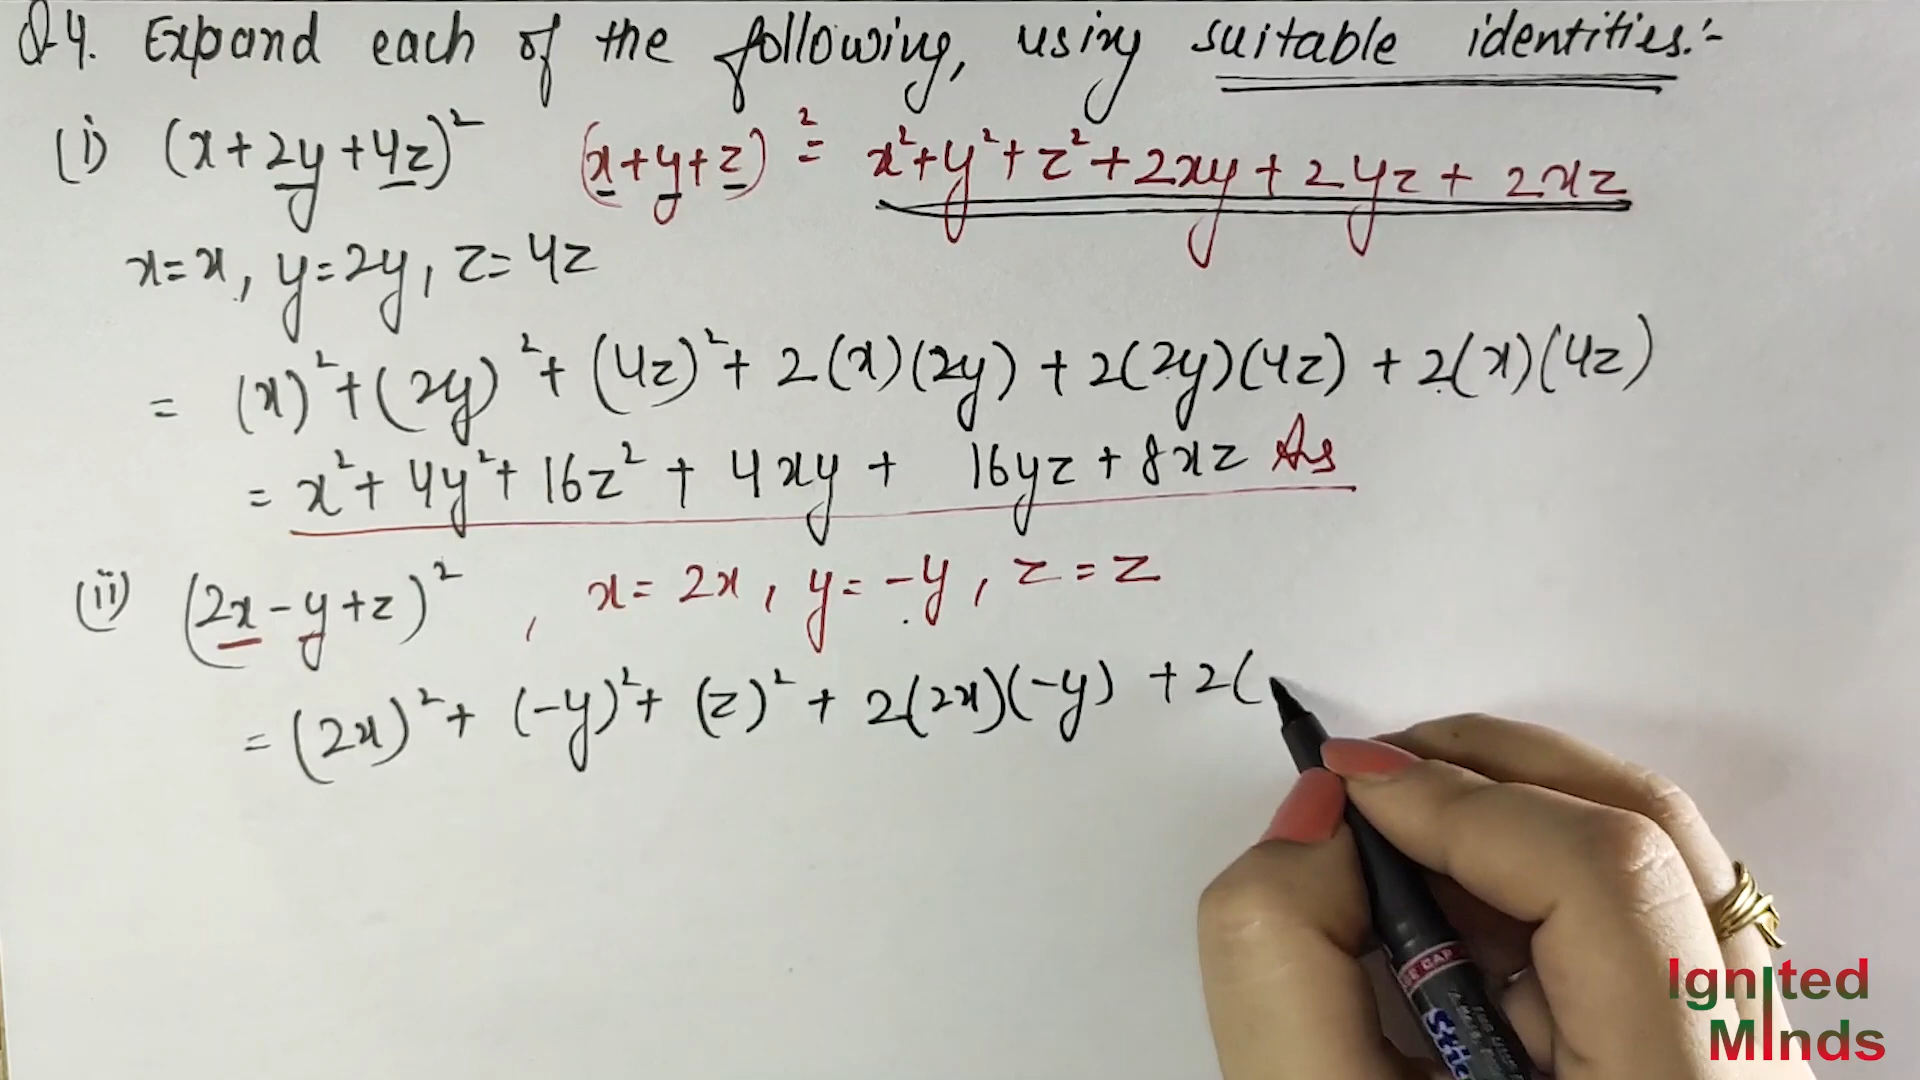 Q4. Expand each of the following, using suitable identities:-
(i) (x+2y+4z)² (x+y+z)² = x²+y²+z²+2xy+2yz+2xz
x=x, y=2y, z=4z
= (x)²+(2y)²+(4z)²+2(x)(2y)+2(2y)(4z)+2(x)(4z)
= x²+4y²+16z²+4xy+16yz+8xz As
(ii) (2x-y+z)², x=2x, y=-y, z=z
= (2x)²+(-y)²+(z)²+2(2x)(-y)+2(
Ignited
Minds